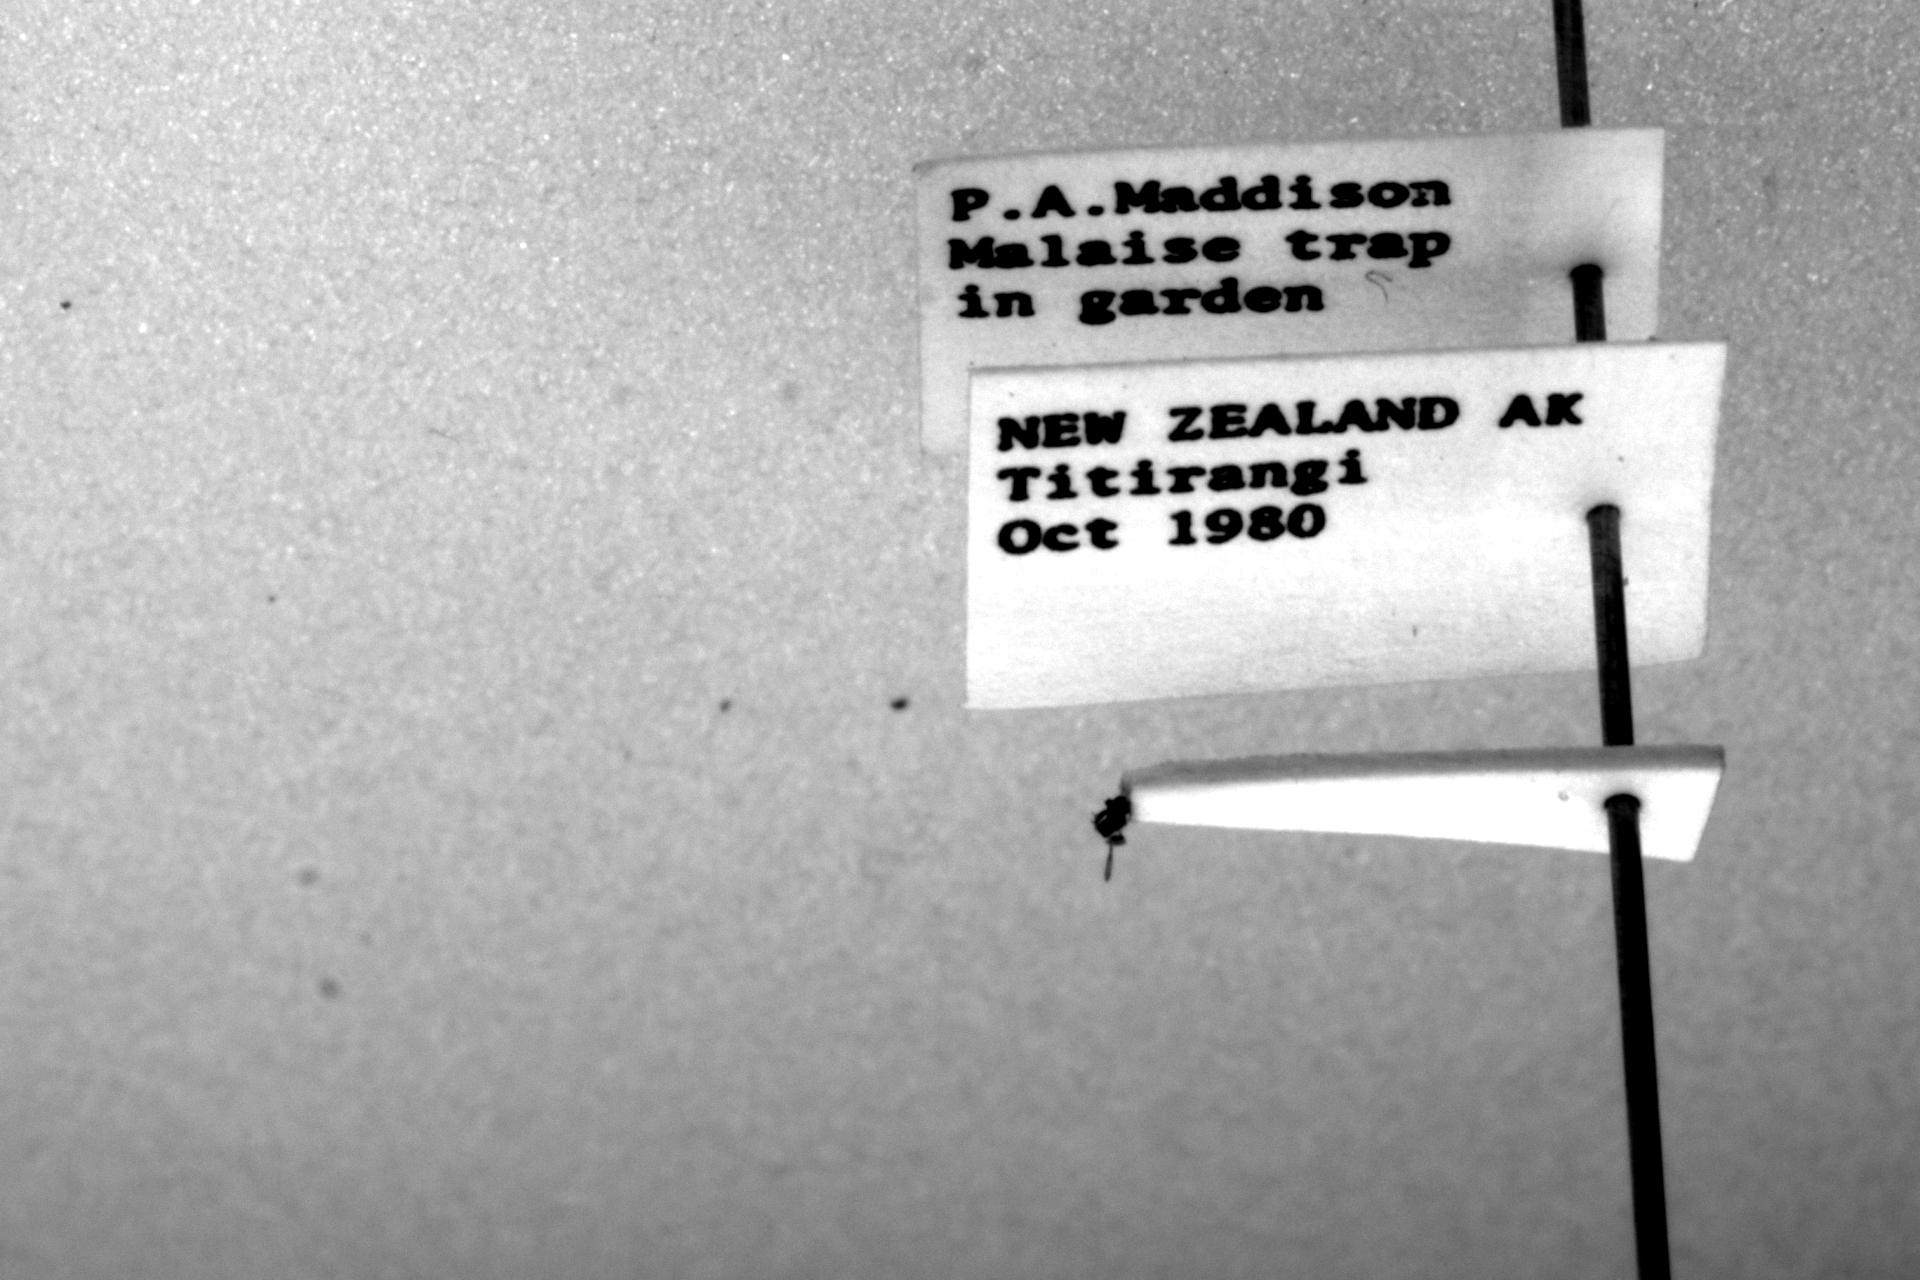 P.A.Maddison
Malaise trap
in garden
NEW ZEALAND AK
Titirangi
Oct 1980